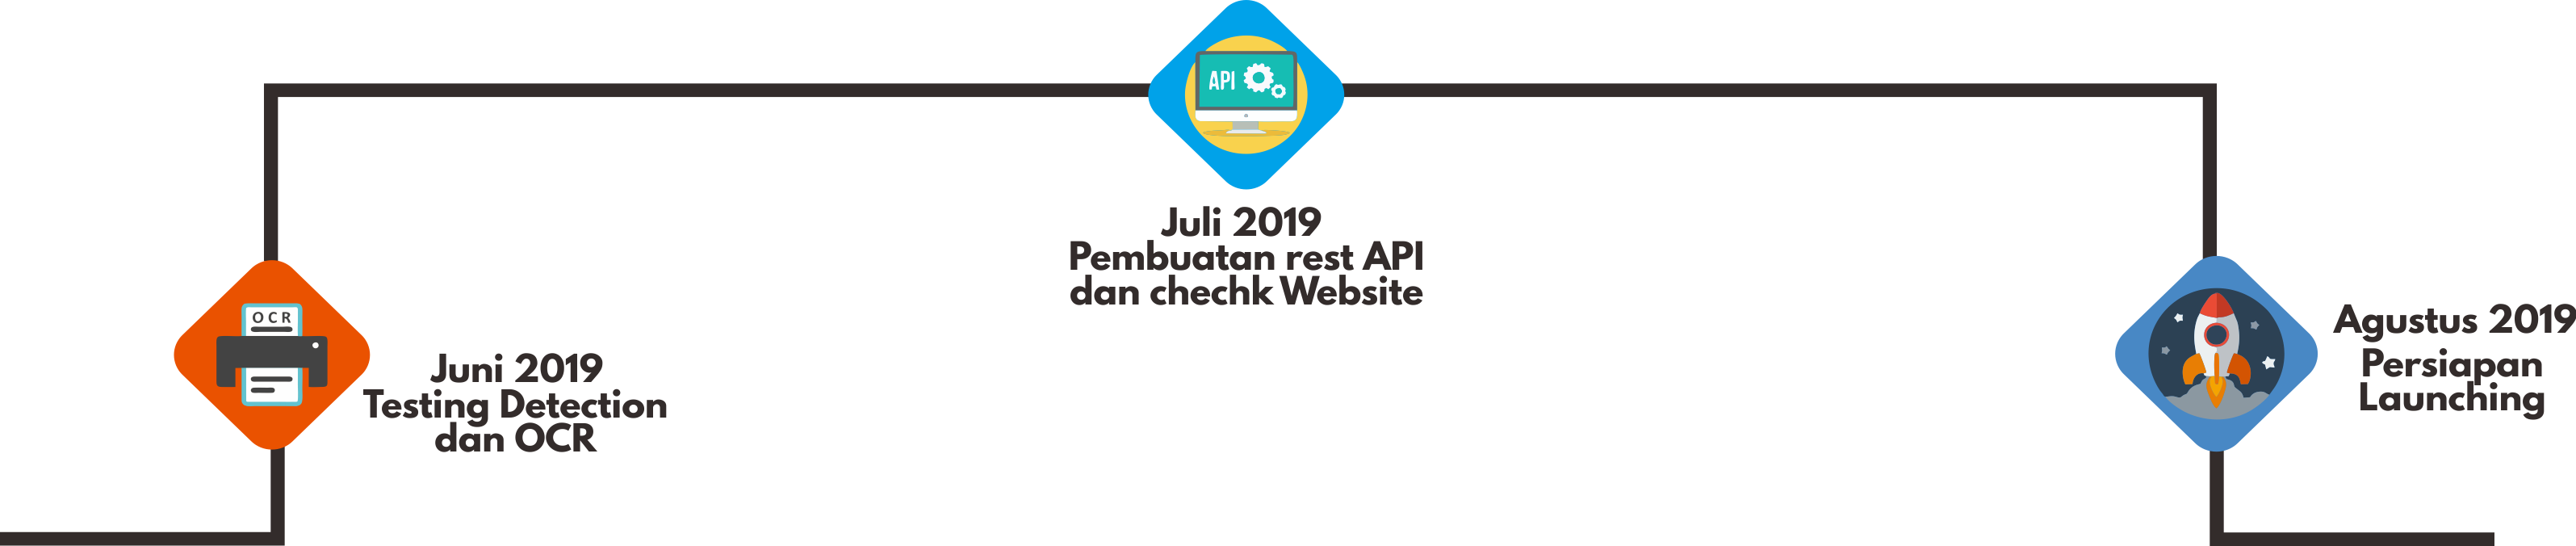 API
Juli 2019
Pembuatan rest API
dan chechk Website
OCR
Juni 2019
Testing Detection
dan OCR
Agustus 2019
Persiapan
Launching